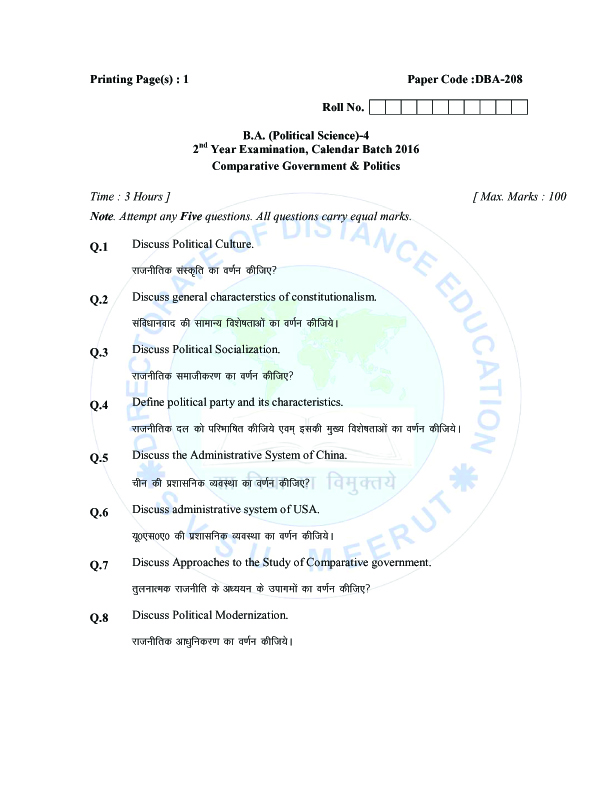 Printing Page(s) : 1 Paper Code :DBA-208
Roll No.
B.A. (Political Science)-4
2nd Year Examination, Calendar Batch 2016
Comparative Government & Politics
Time : 3 Hours ] [ Max. Marks : 100
Note. Attempt any Five questions. All questions carry equal marks.
Q.1 Discuss Political Culture.
राजनीतिक संस्कृति का वर्णन कीजिए?
Q.2 Discuss general characterstics of constitutionalism.
संविधानवाद की सामान्य विशेषताओं का वर्णन कीजिये।
Q.3 Discuss Political Socialization.
राजनीतिक समाजीकरण का वर्णन कीजिए?
Q.4 Define political party and its characteristics.
राजनीतिक दल को परिभाषित कीजिये एवम् इसकी मुख्य विशेषताओं का वर्णन कीजिये।
Q.5 Discuss the Administrative System of China.
चीन की प्रशासनिक व्यवस्था का वर्णन कीजिए?
Q.6 Discuss administrative system of USA.
यू0एस0ए0 की प्रशासनिक व्यवस्था का वर्णन कीजिये।
Q.7 Discuss Approaches to the Study of Comparative government.
तुलनात्मक राजनीति के अध्ययन के उपागमों का वर्णन कीजिए?
Q.8 Discuss Political Modernization.
राजनीतिक आधुनिकरण का वर्णन कीजिये।
DIRECTORATE OF DISTANCE EDUCATION
S V S U MEERUT
विमुक्तये